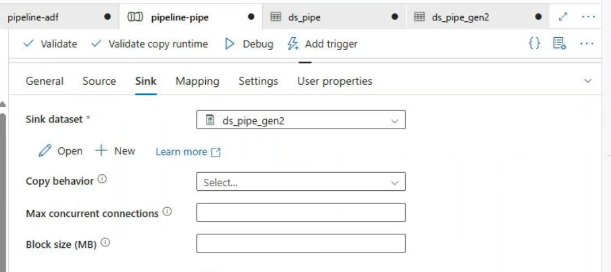 pipeline-adf pipeline-pipe ds_pipe ds_pipe_gen2
Validate Validate copy runtime Debug Add trigger {}
General Source Sink Mapping Settings User properties
Sink dataset * ds_pipe_gen2
Open New Learn more
Copy behavior Select...
Max concurrent connections
Block size (MB)